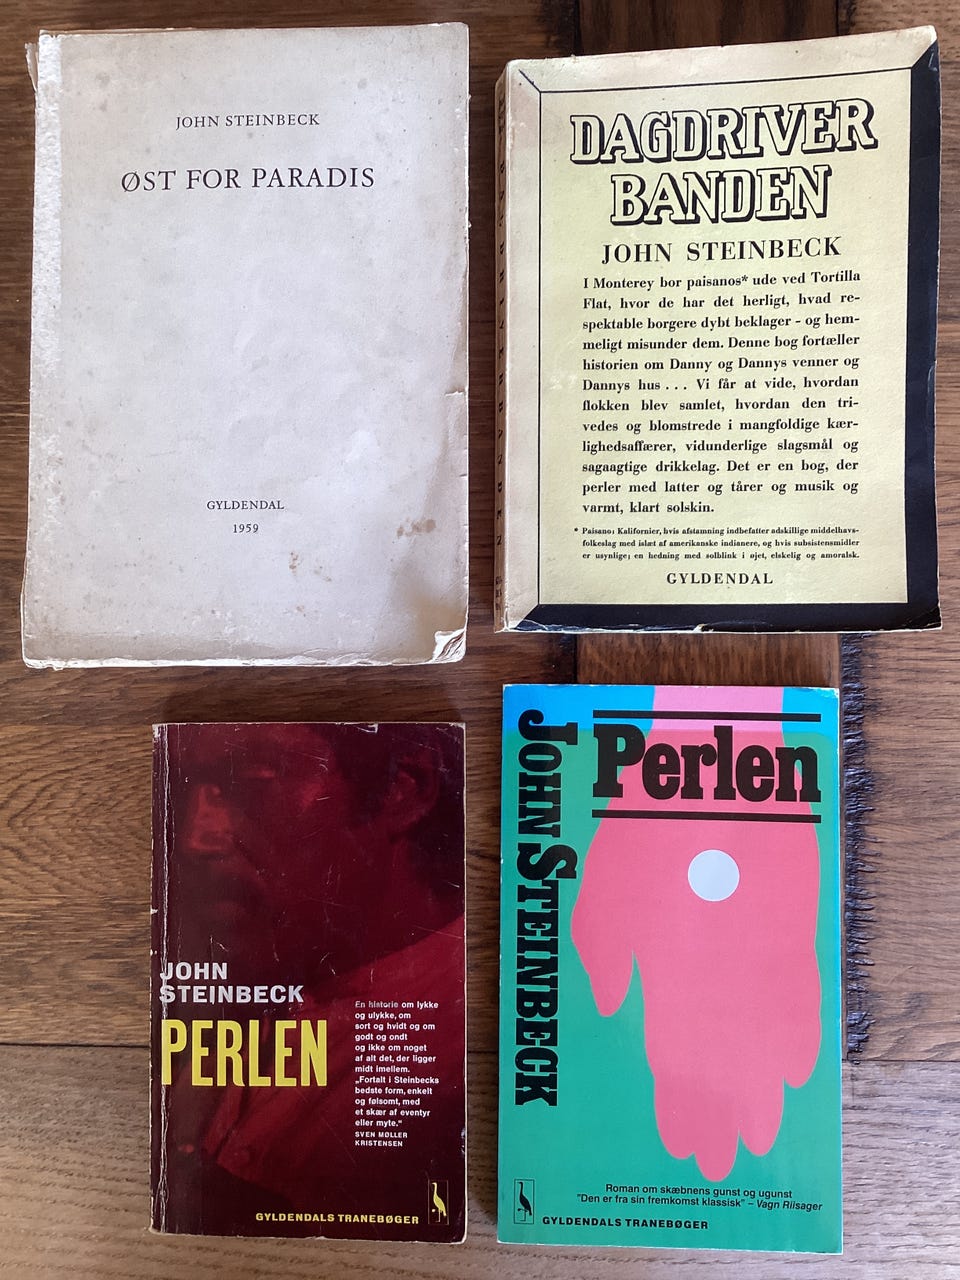 JOHN STEINBECK
ØST FOR PARADIS
GYLDENDAL
1959
DAGDRIVERBANDEN
DAGDRIVER
BANDEN
JOHN STEINBECK
I Monterey bor paisanos* ude ved Tortilla
Flat, hvor de har det herligt, hvad re-
spektable borgere dybt beklager - og hem-
meligt misunder dem. Denne bog fortæller
historien om Danny og Dannys venner og
Dannys hus . . . Vi får at vide, hvordan
flokken blev samlet, hvordan den tri-
vedes og blomstrede i mangfoldige kær-
lighedsaffærer, vidunderlige slagsmål og
sagaagtige drikkelag. Det er en bog, der
perler med latter og tårer og musik og
varmt, klart solskin.
* Paisano: Kalifornier, hvis afstamning indbefatter adskillige middelhavs-
folkeslag med islæt af amerikanske indianere, og hvis subsistensmidler
er usynlige; en hedning med solblink i øjet, elskelig og amoralsk.
GYLDENDAL
JOHN
STEINBECK
PERLEN
En historie om lykke
og ulykke, om
sort og hvidt og om
godt og ondt
og ikke om noget
af alt det, der ligger
midt imellem.
„Fortalt i Steinbecks
bedste form, enkelt
og følsomt, med
et skær af eventyr
eller myte.“
SVEN MØLLER
KRISTENSEN
GYLDENDALS TRANEBØGER
JOHN STEINBECK
Perlen
Roman om skæbnens gunst og ugunst
"Den er fra sin fremkomst klassisk" – Vagn Riisager
GYLDENDALS TRANEBØGER